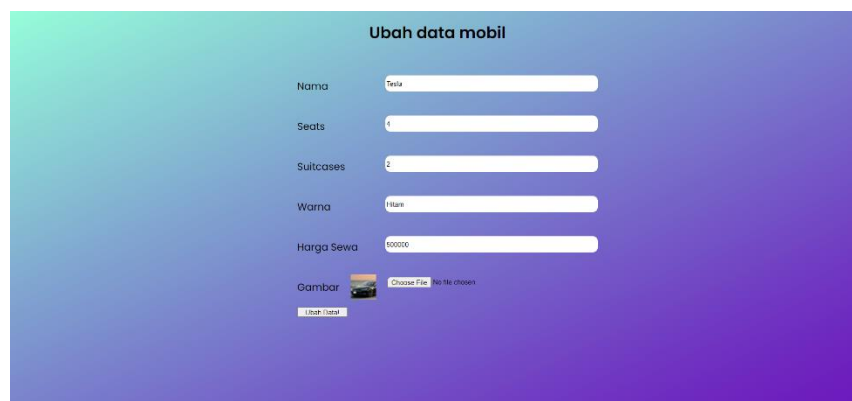 Ubah data mobil
Nama Tesla
Seats 4
Suitcases 2
Warna Hitam
Harga Sewa 500000
Gambar Choose File No file chosen
Ubah Data!